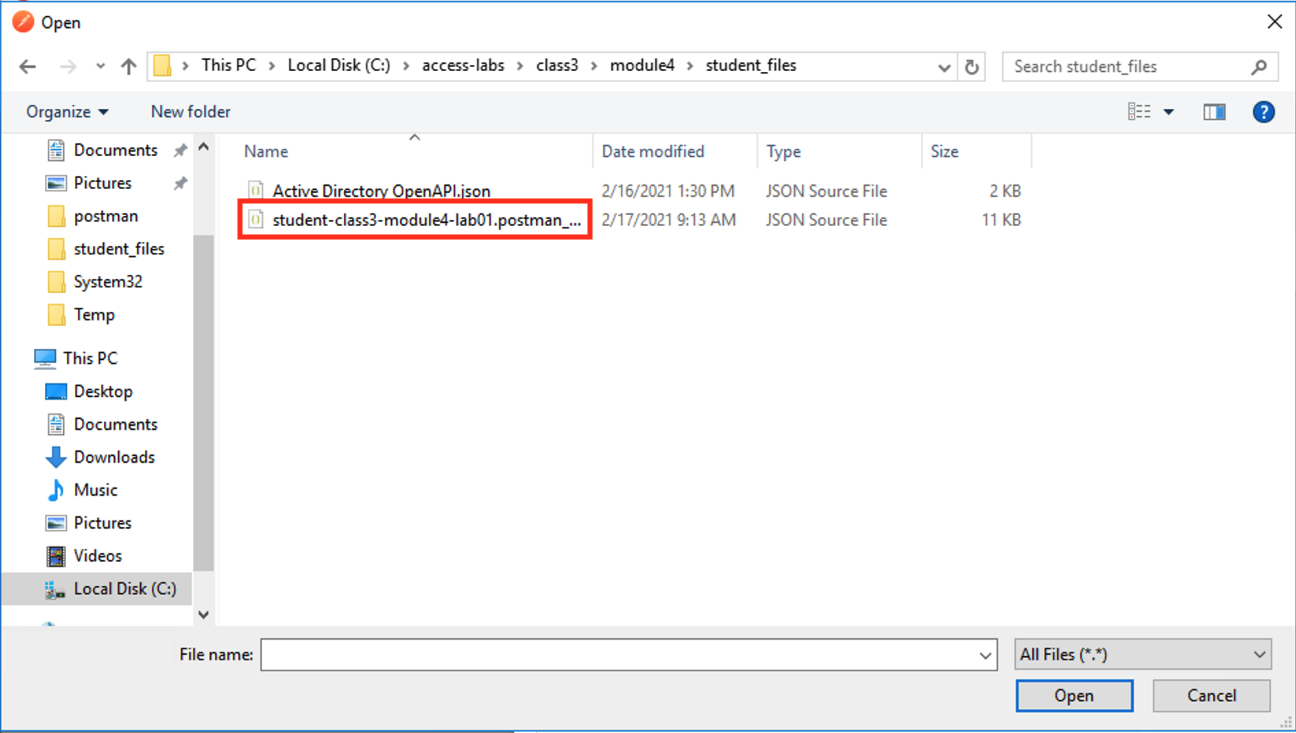 Open
This PC > Local Disk (C:) > access-labs > class3 > module4 > student_files
Search student_files
Organize
New folder
Documents
Pictures
postman
student_files
System32
Temp
This PC
Desktop
Documents
Downloads
Music
Pictures
Videos
Local Disk (C:)
Name Date modified Type Size
Active Directory OpenAPI.json 2/16/2021 1:30 PM JSON Source File 2 KB
student-class3-module4-lab01.postman_... 2/17/2021 9:13 AM JSON Source File 11 KB
File name:
All Files (*.*)
Open
Cancel